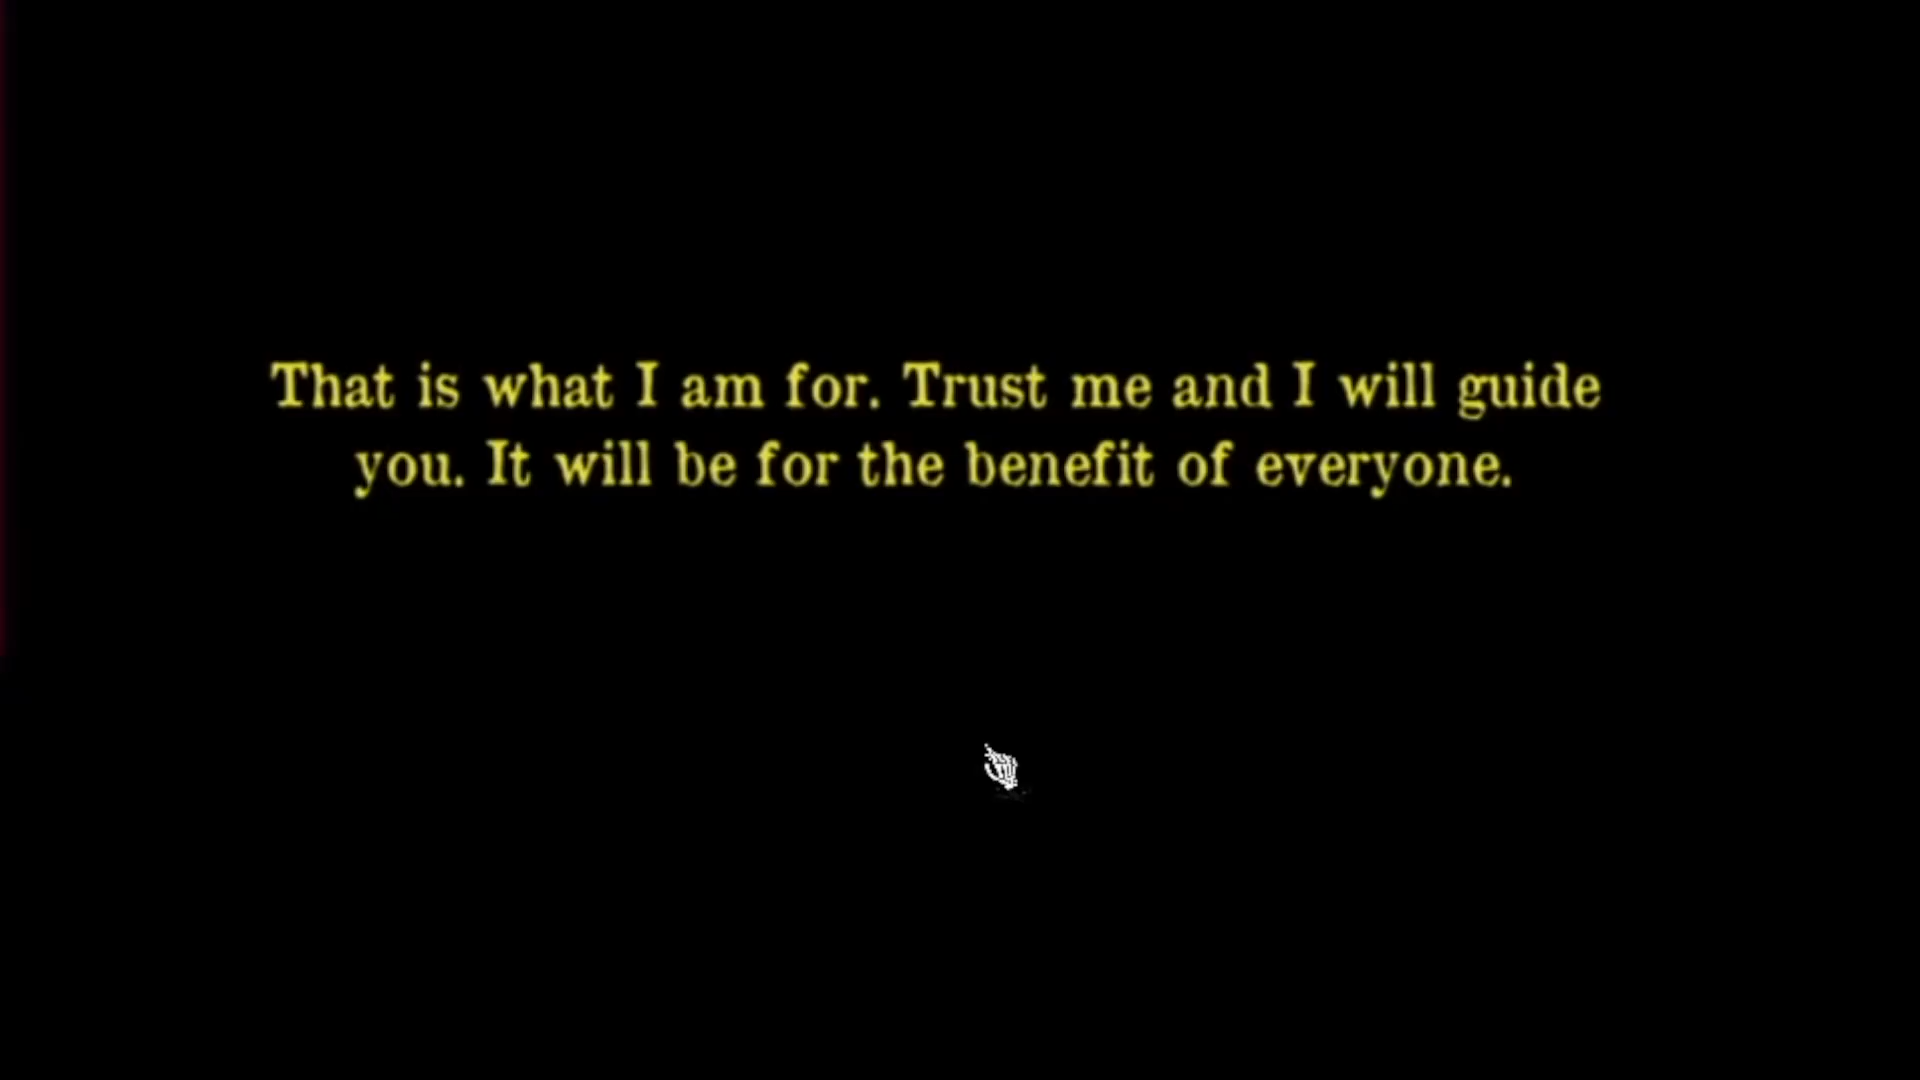 That is what I am for. Trust me and I will guide
you. It will be for the benefit of everyone.